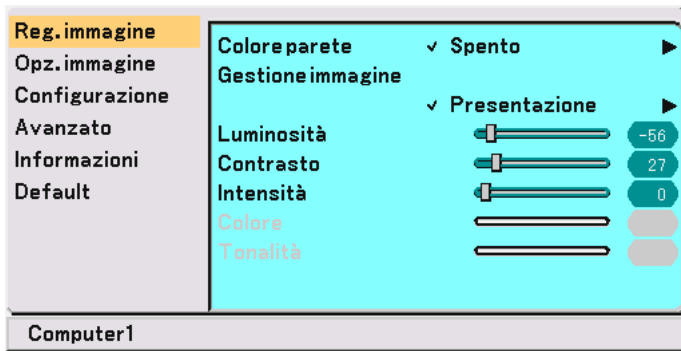 Reg.immagine
Opz.immagine
Configurazione
Avanzato
Informazioni
Default
Colore parete ✓ Spento
Gestione immagine
✓ Presentazione
Luminosità -56
Contrasto 27
Intensità 0
Colore
Tonalità
Computer1